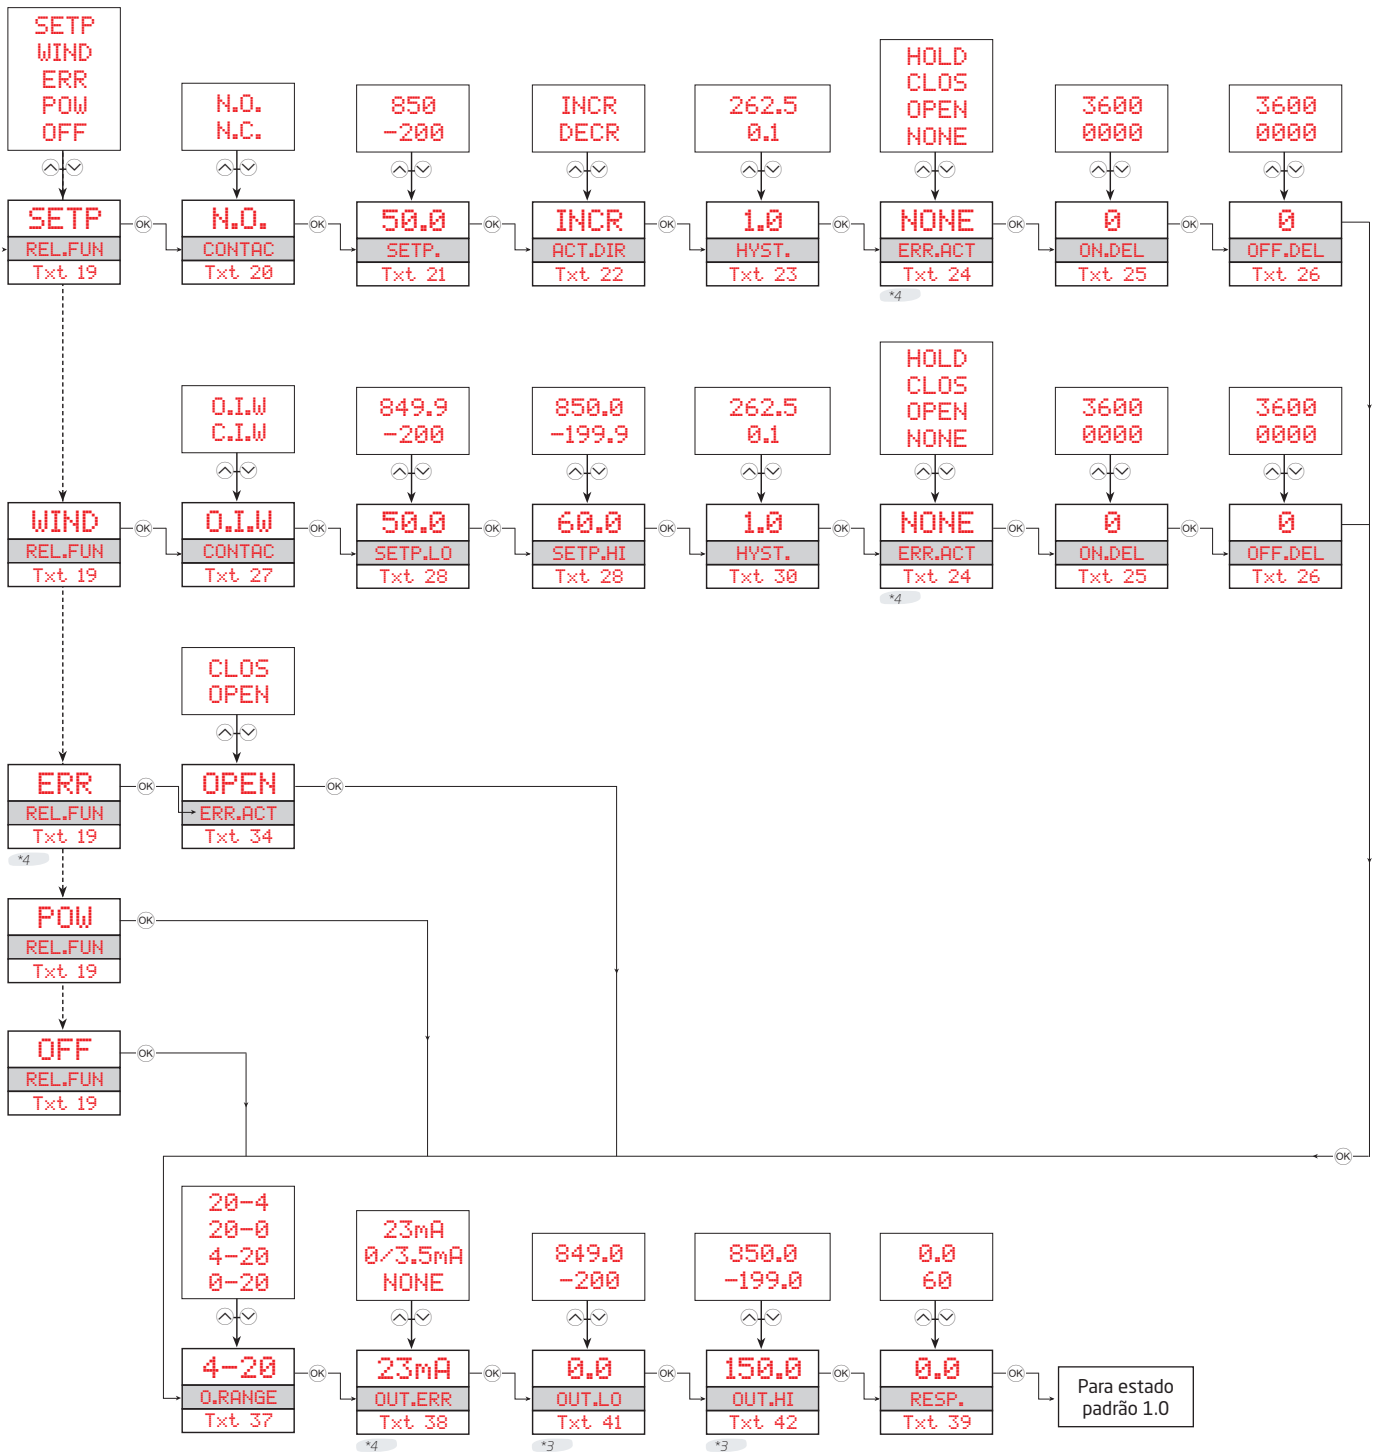 SETP
WIND
ERR
POW
OFF
N.O.
N.C.
850
-200
INCR
DECR
262.5
0.1
HOLD
CLOS
OPEN
NONE
3600
0000
3600
0000
SETP
REL.FUN
Txt 19
OK
N.O.
CONTAC
Txt 20
OK
50.0
SETP.
Txt 21
OK
INCR
ACT.DIR
Txt 22
OK
1.0
HYST.
Txt 23
OK
NONE
ERR.ACT
Txt 24
*4
OK
0
ON.DEL
Txt 25
OK
0
OFF.DEL
Txt 26
O.I.W
C.I.W
849.9
-200
850.0
-199.9
262.5
0.1
HOLD
CLOS
OPEN
NONE
3600
0000
3600
0000
WIND
REL.FUN
Txt 19
OK
O.I.W
CONTAC
Txt 27
OK
50.0
SETP.LO
Txt 28
OK
60.0
SETP.HI
Txt 28
OK
1.0
HYST.
Txt 30
OK
NONE
ERR.ACT
Txt 24
*4
OK
0
ON.DEL
Txt 25
OK
0
OFF.DEL
Txt 26
CLOS
OPEN
ERR
REL.FUN
Txt 19
*4
OK
OPEN
ERR.ACT
Txt 34
OK
POW
REL.FUN
Txt 19
OK
OFF
REL.FUN
Txt 19
OK
OK
20-4
20-0
4-20
0-20
23mA
0/3.5mA
NONE
849.0
-200
850.0
-199.0
0.0
60
4-20
O.RANGE
Txt 37
OK
23mA
OUT.ERR
Txt 38
*4
OK
0.0
OUT.LO
Txt 41
*3
OK
150.0
OUT.HI
Txt 42
*3
OK
0.0
RESP.
Txt 39
OK
Para estado
padrão 1.0